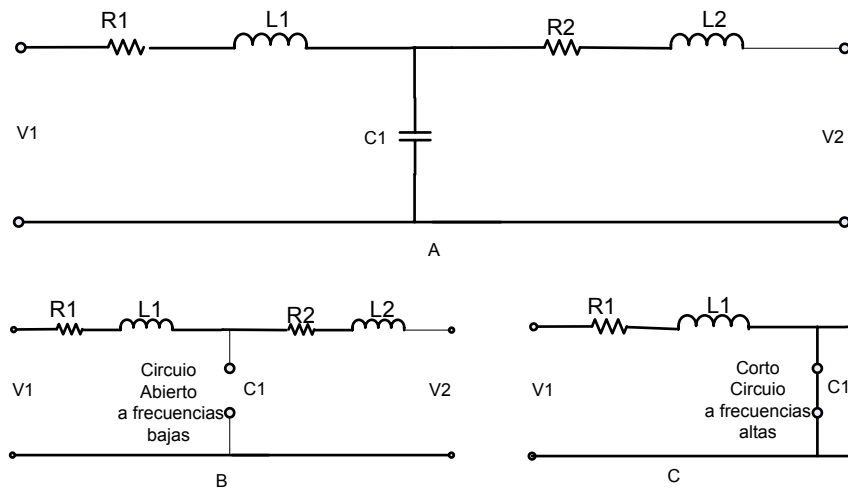 R1
L1
R2
L2
V1
C1
V2
A
R1
L1
R2
L2
V1
Circuio
Abierto
a frecuencias
bajas
C1
V2
B
R1
L1
V1
Corto
Circuio
a frecuencias
altas
C1
C